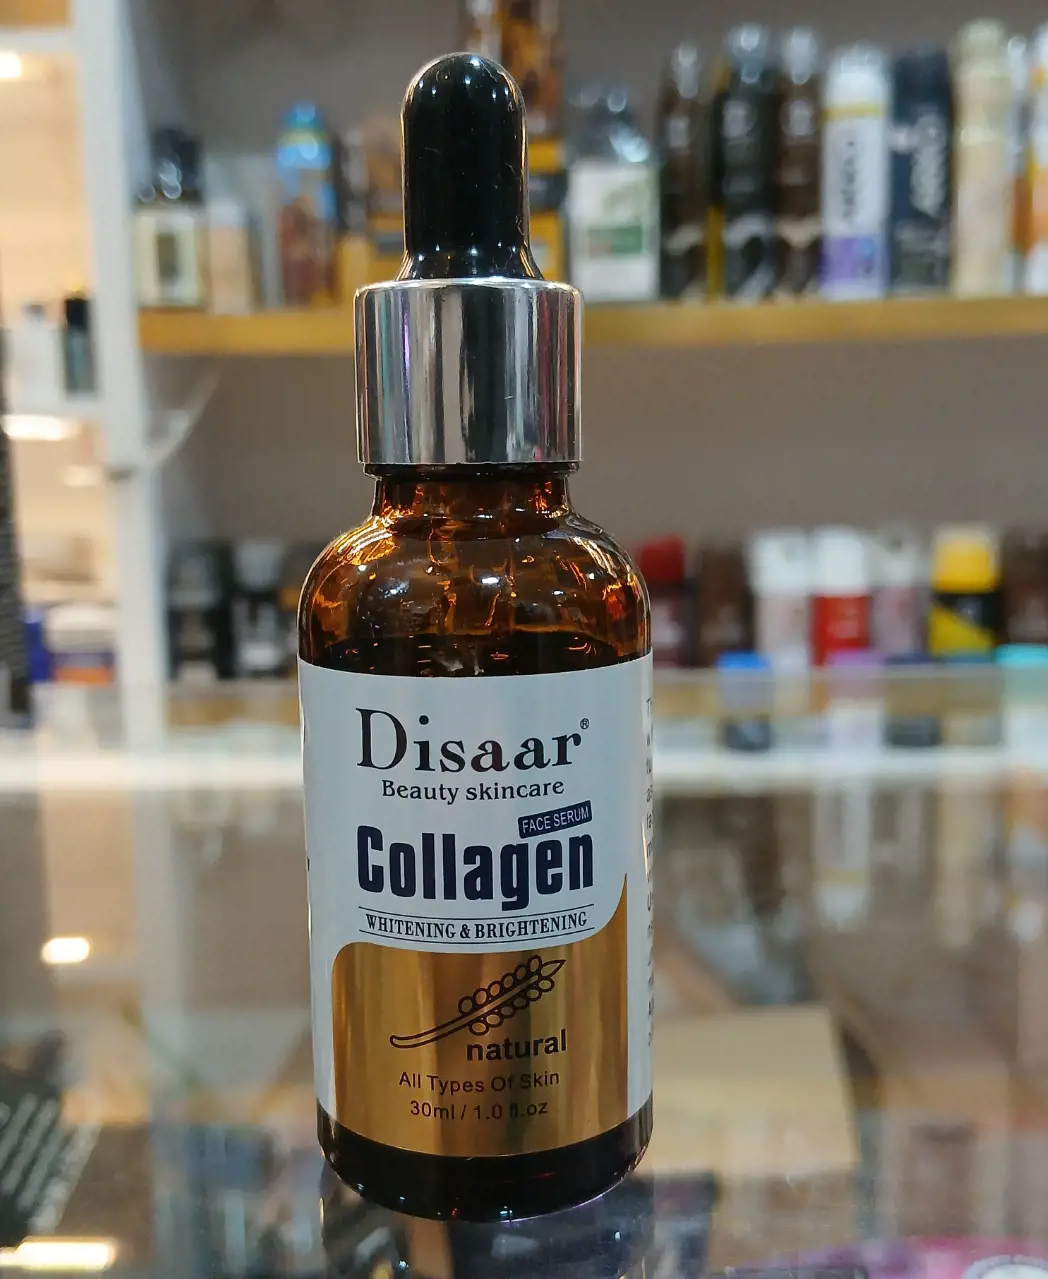 Disaar®
Beauty skincare
FACE SERUM
Collagen
WHITENING & BRIGHTENING
natural
All Types Of Skin
30ml / 1.0 fl.oz